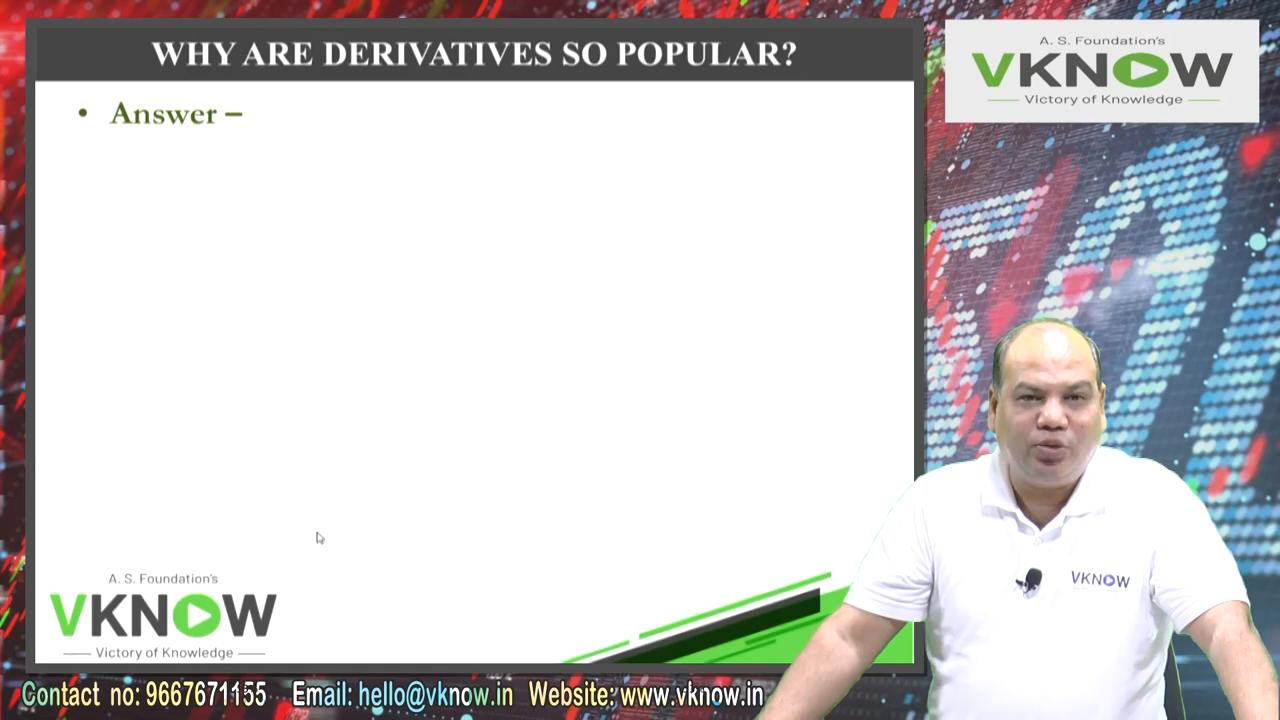 WHY ARE DERIVATIVES SO POPULAR?
• Answer –
A. S. Foundation's
VKNOW
Victory of Knowledge
VKNOW
A. S. Foundation's
VKNOW
Victory of Knowledge
Contact no: 9667671155 Email: hello@vknow.in Website: www.vknow.in